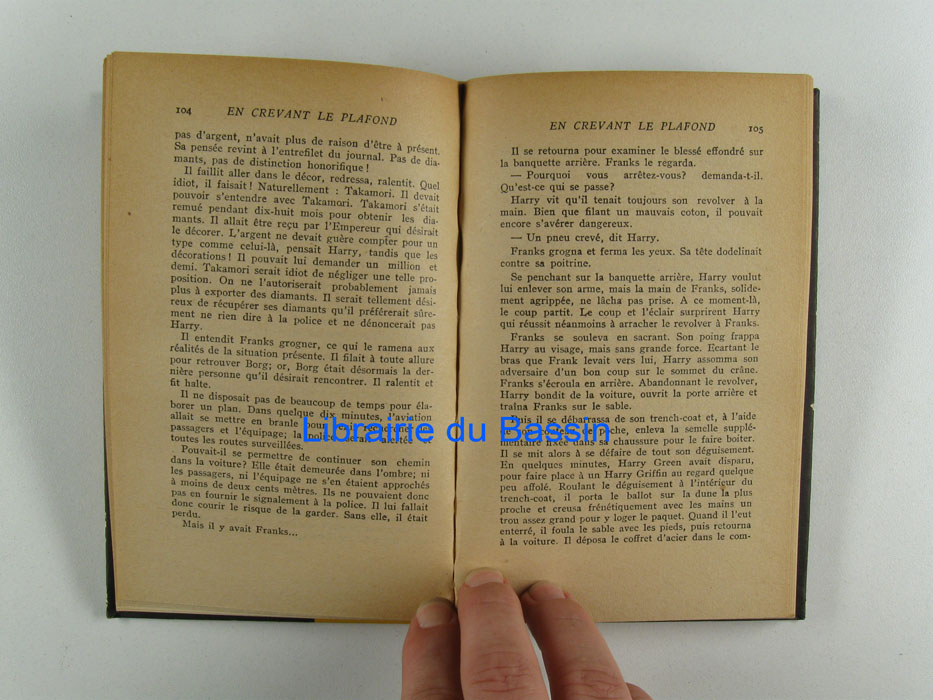 104 EN CREVANT LE PLAFOND
pas d'argent, n'avait plus de raison d'être à présent.
Sa pensée revint à l'entrefilet du journal. Pas de dia-
mants, pas de distinction honorifique !
Il faillit aller dans le décor, redressa, ralentit. Quel
idiot, il faisait ! Naturellement : Takamori. Il devait
pouvoir s'entendre avec Takamori. Takamori s'était
remué pendant dix-huit mois pour obtenir les dia-
mants. Il allait être reçu par l'Empereur qui désirait
le décorer. L'argent ne devait guère compter pour un
type comme celui-là, pensait Harry, tandis que les
décorations ! Il pouvait lui demander un million et
demi. Takamori serait idiot de négliger une telle pro-
position. On ne l'autoriserait probablement jamais
plus à exporter des diamants. Il serait tellement dési-
reux de récupérer ses diamants qu'il préférerait sûre-
ment ne rien dire à la police et ne dénoncerait pas
Harry.
Il entendit Franks grogner, ce qui le ramena aux
réalités de la situation présente. Il filait à toute allure
pour retrouver Borg; or, Borg était désormais la der-
nière personne qu'il désirait rencontrer. Il ralentit et
fit halte.
Il ne disposait pas de beaucoup de temps pour éla-
borer un plan. Dans quelque dix minutes, l'aviation
allait se mettre en branle pour
passagers et l'équipage; la police serait alertée
toutes les routes surveillées.
Pouvait-il se permettre de continuer son chemin
dans la voiture? Elle était demeurée dans l'ombre; ni
les passagers, ni l'équipage ne s'en étaient approchés
à moins de deux cents mètres. Ils ne pouvaient donc
pas en fournir le signalement à la police. Il lui fallait
donc courir le risque de la garder. Sans elle, il était
perdu.
Mais il y avait Franks...
EN CREVANT LE PLAFOND 105
Il se retourna pour examiner le blessé effondré sur
la banquette arrière. Franks le regarda.
— Pourquoi vous arrêtez-vous? demanda-t-il.
Qu'est-ce qui se passe?
Harry vit qu'il tenait toujours son revolver à la
main. Bien que filant un mauvais coton, il pouvait
encore s'avérer dangereux.
— Un pneu crevé, dit Harry.
Franks grogna et ferma les yeux. Sa tête dodelinait
contre sa poitrine.
Se penchant sur la banquette arrière, Harry voulut
lui enlever son arme, mais la main de Franks, solide-
ment agrippée, ne lâcha pas prise. A ce moment-là,
le coup partit. Le coup et l'éclair surprirent Harry
qui réussit néanmoins à arracher le revolver à Franks.
Franks se souleva en sacrant. Son poing frappa
Harry au visage, mais sans grande force. Ecartant le
bras que Frank levait vers lui, Harry assomma son
adversaire d'un bon coup sur le sommet du crâne.
Franks s'écroula en arrière. Abandonnant le revolver,
Harry bondit de la voiture, ouvrit la porte arrière et
traîna Franks sur le sable.
Puis il se débarrassa de son trench-coat et, à l'aide
de poche, enleva la semelle supplé-
mentaire fixée dans sa chaussure pour le faire boiter.
Il se mit alors à se défaire de tout son déguisement.
En quelques minutes, Harry Green avait disparu,
pour faire place à un Harry Griffin au regard quelque
peu affolé. Roulant le déguisement à l'intérieur du
trench-coat, il porta le ballot sur la dune la plus
proche et creusa frénétiquement avec les mains un
trou assez grand pour y loger le paquet. Quand il l'eut
enterré, il foula le sable avec les pieds, puis retourna
à la voiture. Il déposa le coffret d'acier dans le com-
Librairie du Bassin